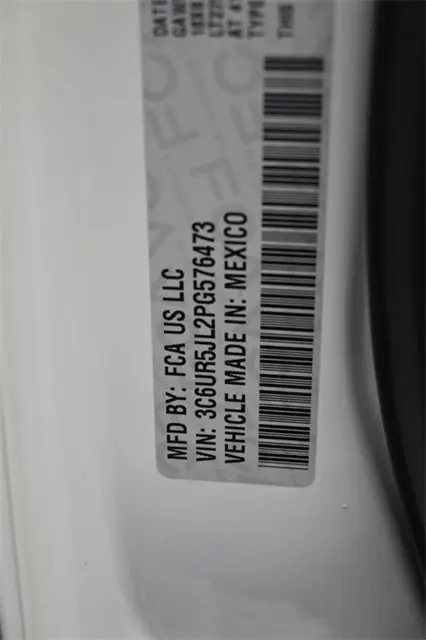 MFD BY: FCA US LLC
VIN: 3C6UR5JL2PG576473
VEHICLE MADE IN: MEXICO